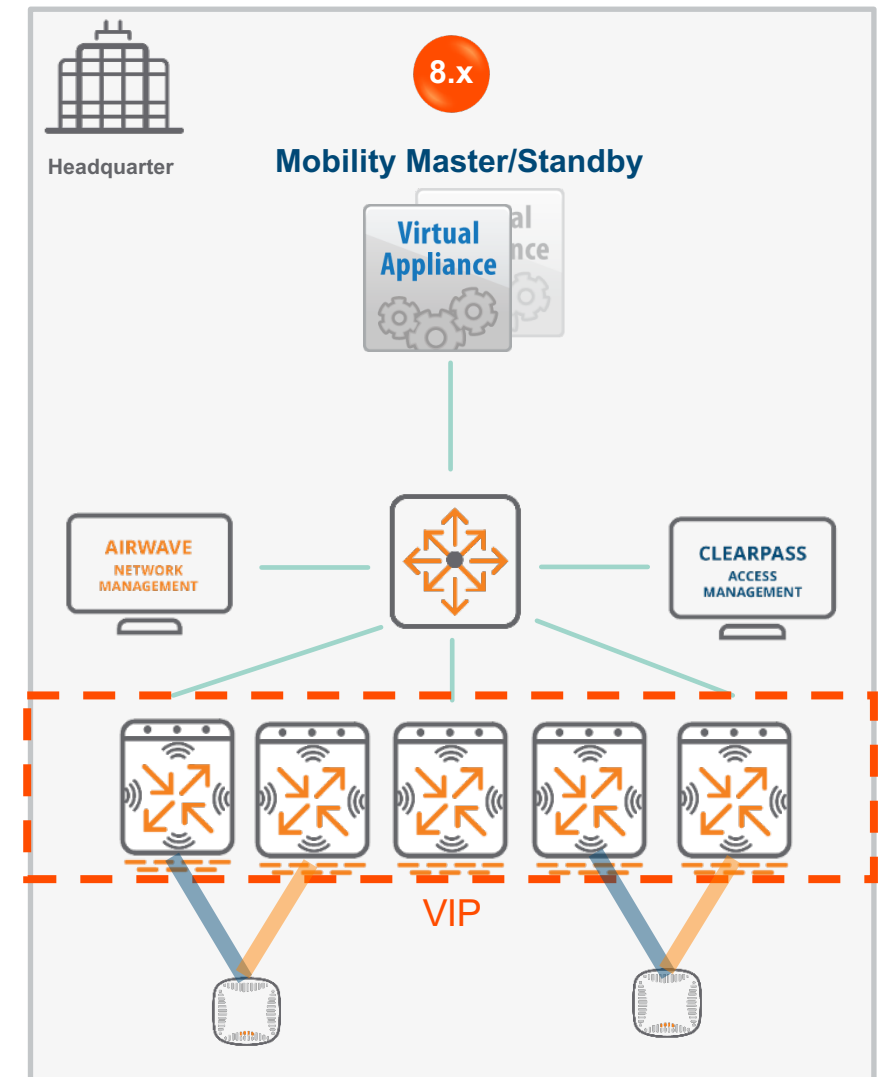 8.x
Headquarter
Mobility Master/Standby
Virtual
Appliance
AIRWAVE
NETWORK
MANAGEMENT
CLEARPASS
ACCESS
MANAGEMENT
VIP